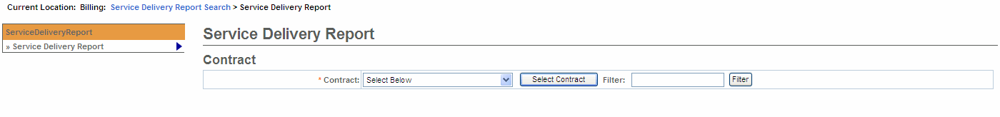 Current Location: Billing: Service Delivery Report Search > Service Delivery Report
ServiceDeliveryReport
» Service Delivery Report
Service Delivery Report
Contract
* Contract: Select Below Select Contract Filter: Filter